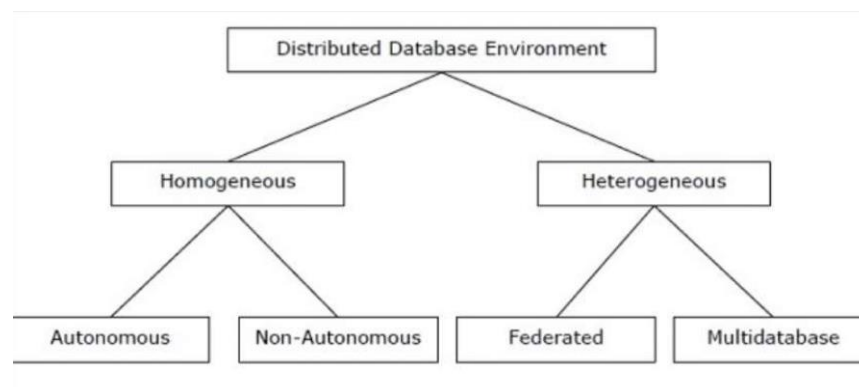 Distributed Database Environment
Homogeneous
Heterogeneous
Autonomous
Non-Autonomous
Federated
Multidatabase